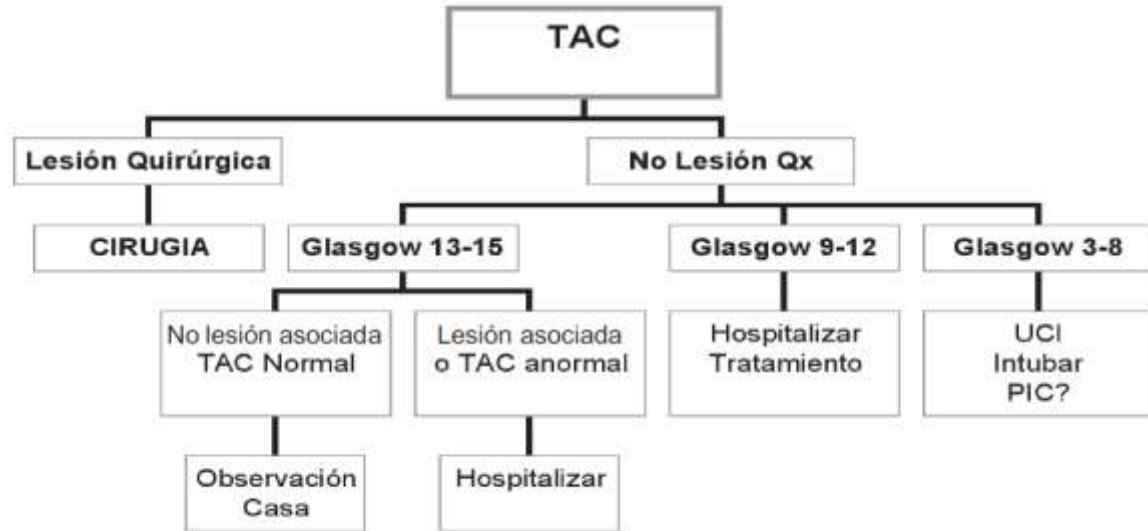 TAC
Lesión Quirúrgica
No Lesión Qx
CIRUGIA
Glasgow 13-15
Glasgow 9-12
Glasgow 3-8
No lesión asociada
TAC Normal
Lesión asociada
o TAC anormal
Hospitalizar
Tratamiento
UCI
Intubar
PIC?
Observación
Casa
Hospitalizar